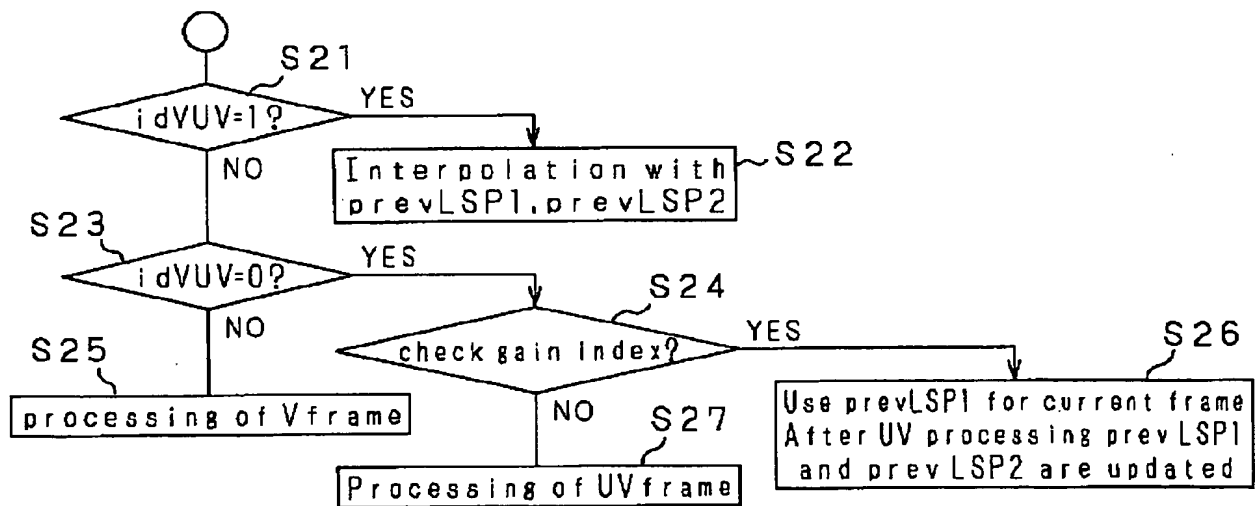 S21
idVUV=1?
YES
NO
Interpolation with
prevLSP1.prevLSP2
S22
S23
idVUV=0?
YES
NO
S24
check gain index?
YES
NO
S25
processing of Vframe
S26
Use prevLSP1 for current frame
After UV processing prevLSP1
and prevLSP2 are updated
S27
Processing of UVframe